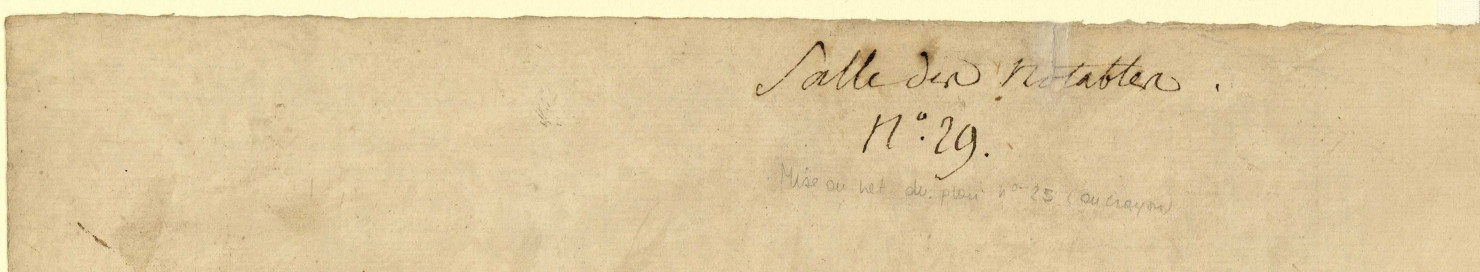 Salle des Notables.
N.° 29.
Mise au net du plan n° 25 (au crayon)